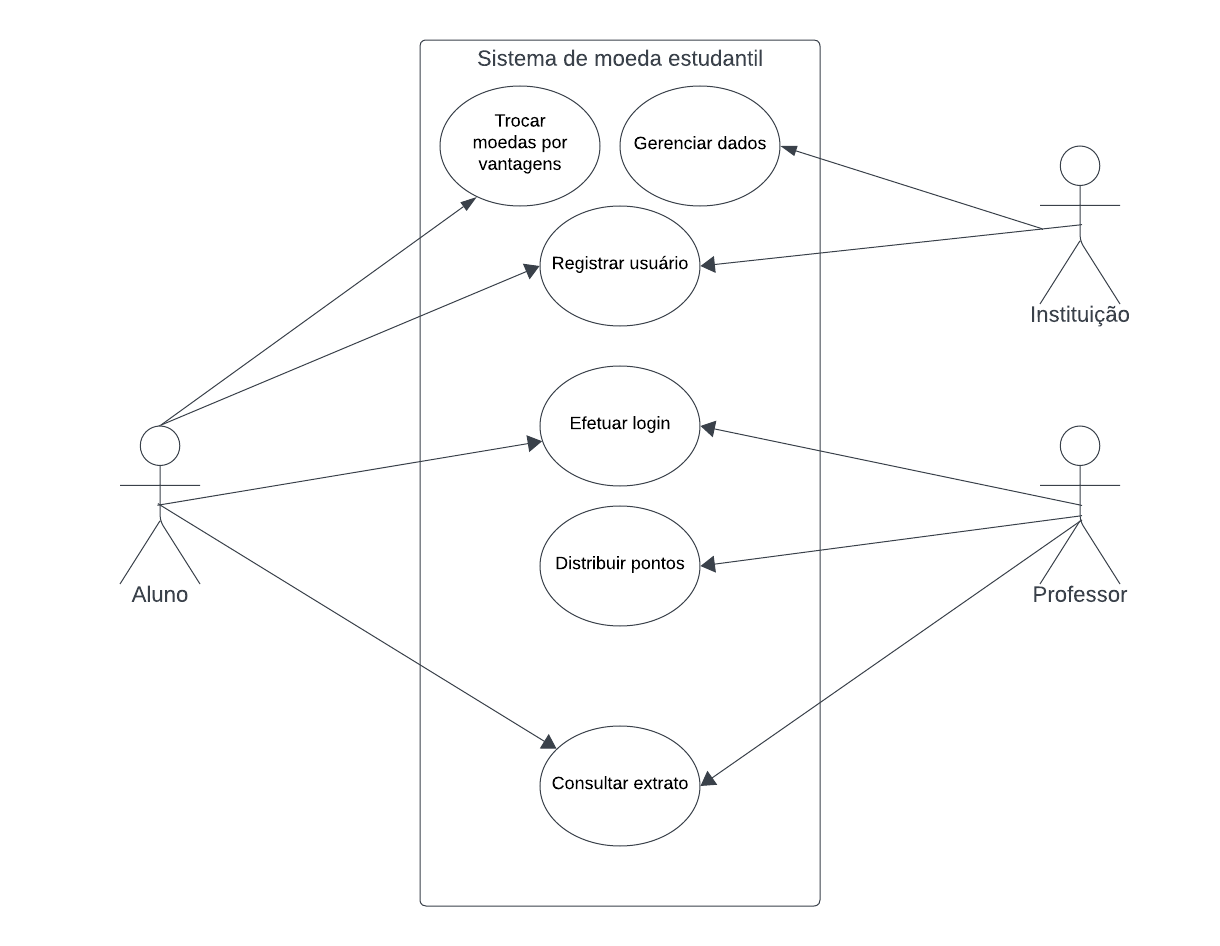 Sistema de moeda estudantil
Trocar
moedas por
vantagens
Gerenciar dados
Registrar usuário
Instituição
Efetuar login
Distribuir pontos
Aluno
Professor
Consultar extrato